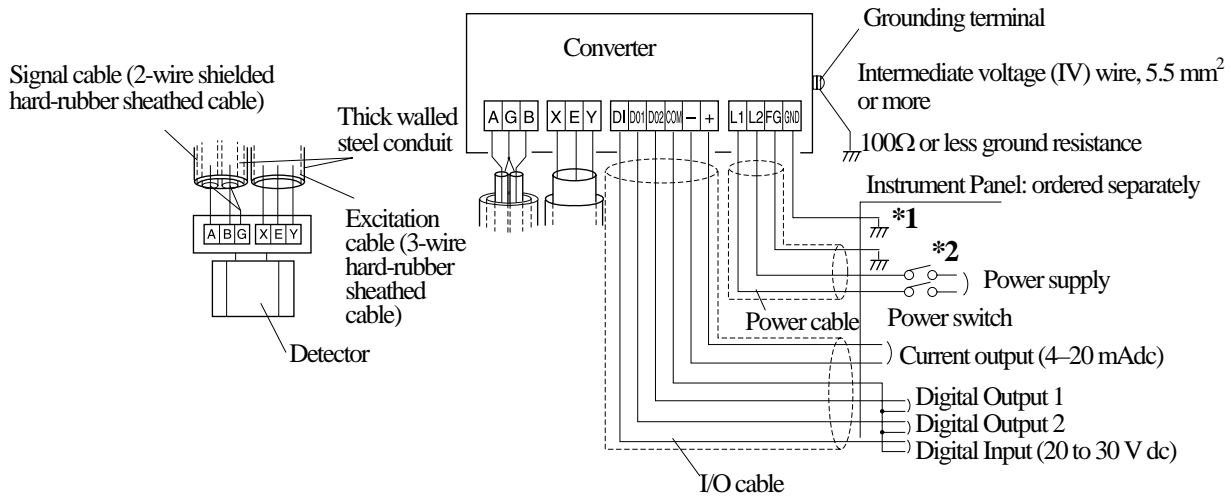 Grounding terminal
Converter
Signal cable (2-wire shielded
hard-rubber sheathed cable)
Intermediate voltage (IV) wire, 5.5 mm²
or more
Thick walled
steel conduit
A G B X E Y DI DO1 DO2 COM − + L1 L2 FG GND
100Ω or less ground resistance
Instrument Panel: ordered separately
*1
Excitation
cable (3-wire
hard-rubber
sheathed
cable)
A B G X E Y
*2
Power supply
Power cable
Power switch
Detector
Current output (4–20 mAdc)
Digital Output 1
Digital Output 2
Digital Input (20 to 30 V dc)
I/O cable